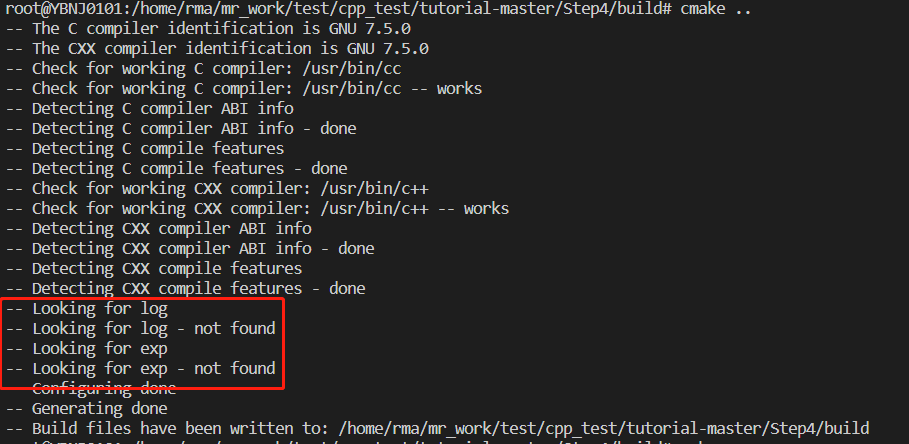 root@YBNJ0101:/home/rma/mr_work/test/cpp_test/tutorial-master/Step4/build# cmake ..
-- The C compiler identification is GNU 7.5.0
-- The CXX compiler identification is GNU 7.5.0
-- Check for working C compiler: /usr/bin/cc
-- Check for working C compiler: /usr/bin/cc -- works
-- Detecting C compiler ABI info
-- Detecting C compiler ABI info - done
-- Detecting C compile features
-- Detecting C compile features - done
-- Check for working CXX compiler: /usr/bin/c++
-- Check for working CXX compiler: /usr/bin/c++ -- works
-- Detecting CXX compiler ABI info
-- Detecting CXX compiler ABI info - done
-- Detecting CXX compile features
-- Detecting CXX compile features - done
-- Looking for log
-- Looking for log - not found
-- Looking for exp
-- Looking for exp - not found
-- Configuring done
-- Generating done
-- Build files have been written to: /home/rma/mr_work/test/cpp_test/tutorial-master/Step4/build